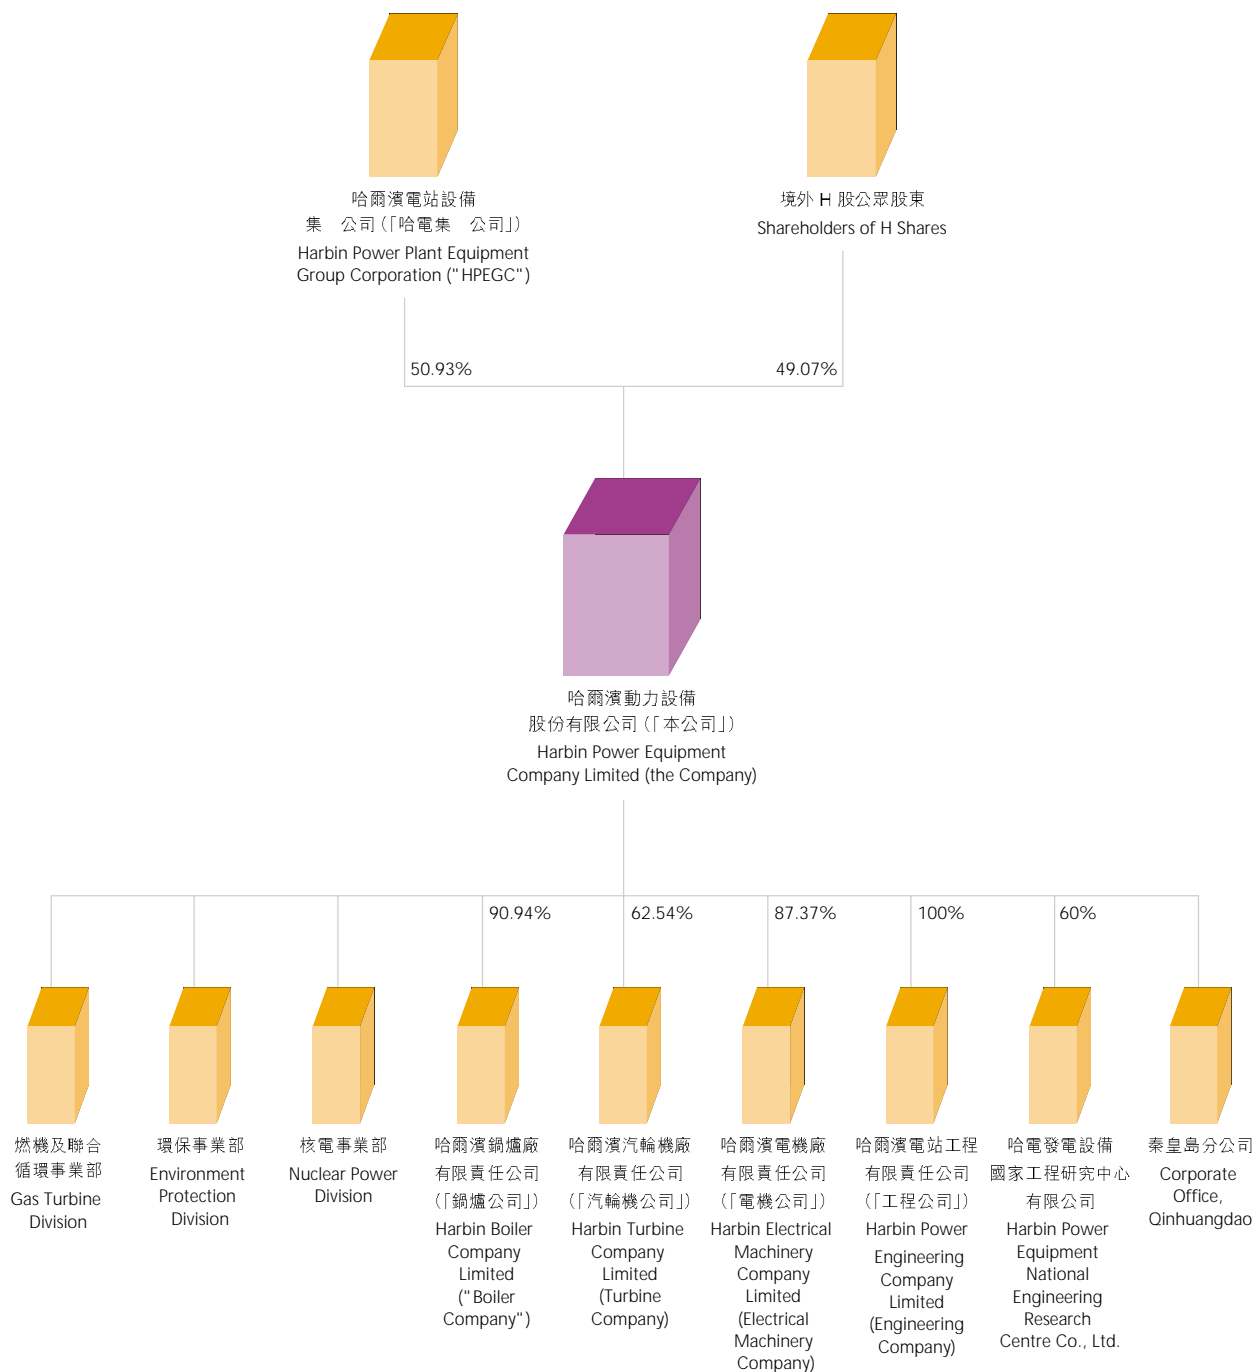 哈爾濱電站設備
集 公司(「哈電集 公司」)
Harbin Power Plant Equipment
Group Corporation ("HPEGC")
境外 H 股公眾股東
Shareholders of H Shares
50.93%
49.07%
哈爾濱動力設備
股份有限公司(「本公司」)
Harbin Power Equipment
Company Limited (the Company)
90.94%
62.54%
87.37%
100%
60%
燃機及聯合
循環事業部
Gas Turbine
Division
環保事業部
Environment
Protection
Division
核電事業部
Nuclear Power
Division
哈爾濱鍋爐廠
有限責任公司
(「鍋爐公司」)
Harbin Boiler
Company
Limited
("Boiler
Company")
哈爾濱汽輪機廠
有限責任公司
(「汽輪機公司」)
Harbin Turbine
Company
Limited
(Turbine
Company)
哈爾濱電機廠
有限責任公司
(「電機公司」)
Harbin Electrical
Machinery
Company
Limited
(Electrical
Machinery
Company)
哈爾濱電站工程
有限責任公司
(「工程公司」)
Harbin Power
Engineering
Company
Limited
(Engineering
Company)
哈電發電設備
國家工程研究中心
有限公司
Harbin Power
Equipment
National
Engineering
Research
Centre Co., Ltd.
秦皇島分公司
Corporate
Office,
Qinhuangdao